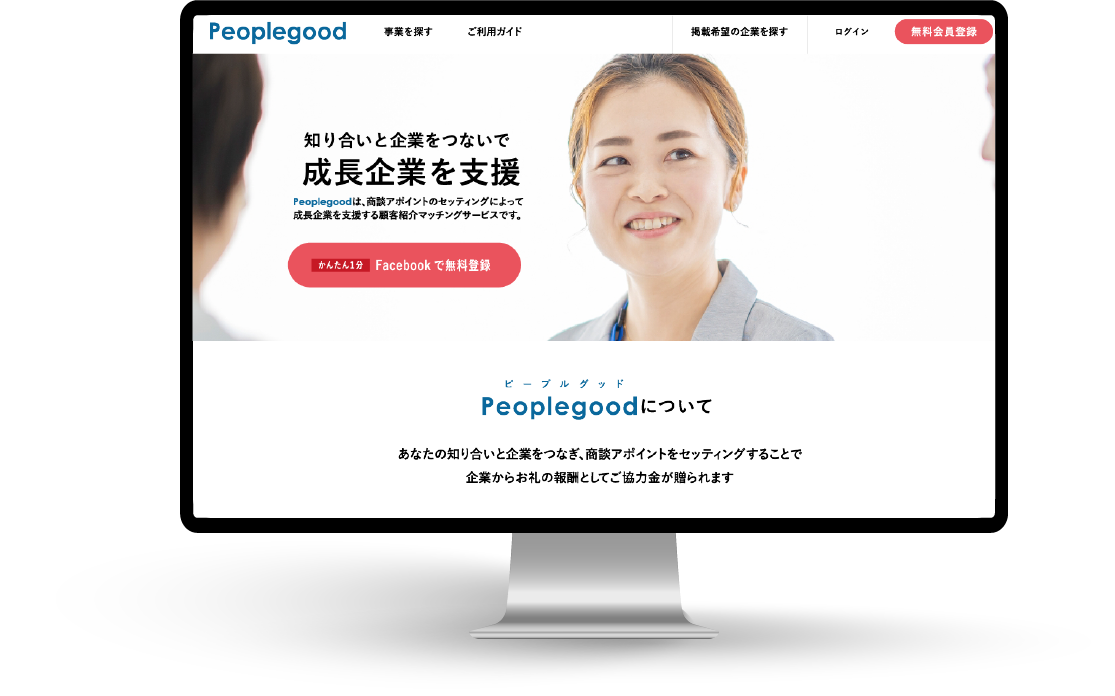 Peoplegood 事業を探す ご利用ガイド 掲載希望の企業を探す ログイン 無料会員登録
知り合いと企業をつないで
成長企業を支援
Peoplegoodは、商談アポイントのセッティングによって
成長企業を支援する顧客紹介マッチングサービスです。
かんたん1分 Facebookで無料登録
ピープルグッド
Peoplegoodについて
あなたの知り合いと企業をつなぎ、商談アポイントをセッティングすることで
企業からお礼の報酬としてご協力金が贈られます